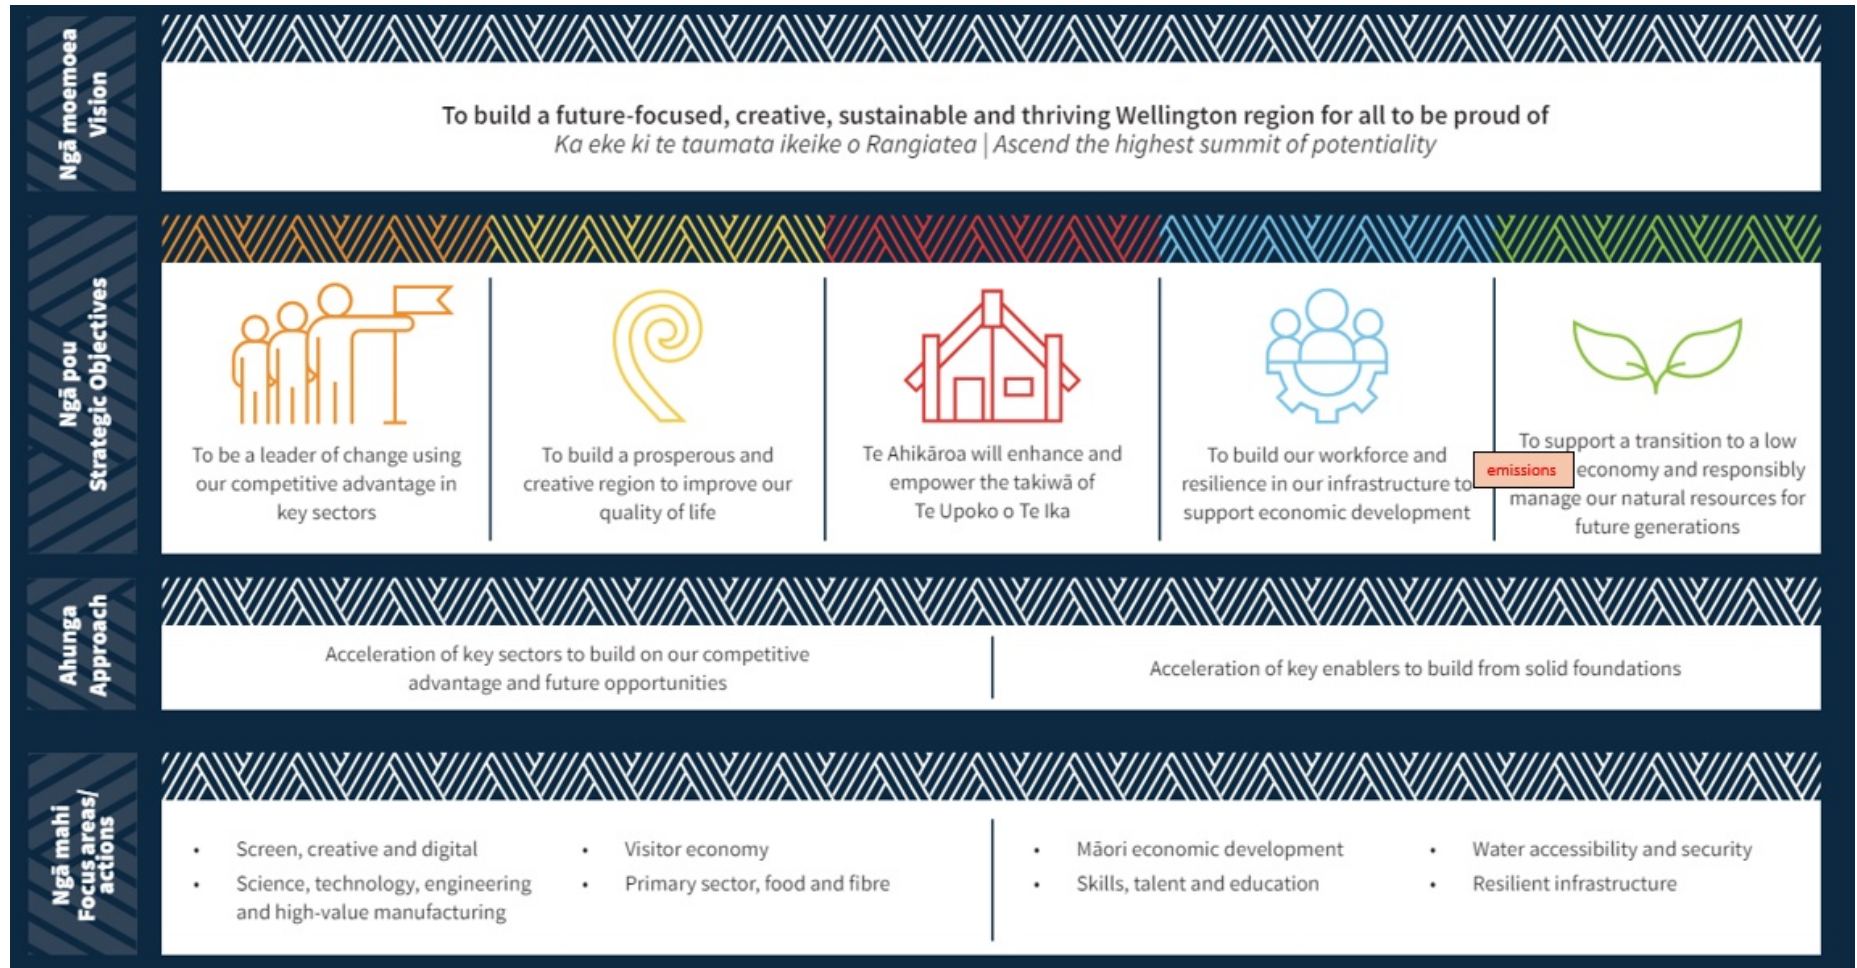 Ngā moemoea
Vision
To build a future-focused, creative, sustainable and thriving Wellington region for all to be proud of
Ka eke ki te taumata ikeike o Rangiatea | Ascend the highest summit of potentiality
Ngā pou
Strategic Objectives
To be a leader of change using
our competitive advantage in
key sectors
To build a prosperous and
creative region to improve our
quality of life
Te Ahikāroa will enhance and
empower the takiwā of
Te Upoko o Te Ika
To build our workforce and
resilience in our infrastructure to
support economic development
To support a transition to a low
emissions economy and responsibly
manage our natural resources for
future generations
Ahunga
Approach
Acceleration of key sectors to build on our competitive
advantage and future opportunities
Acceleration of key enablers to build from solid foundations
Ngā mahi
Focus areas/
actions
• Screen, creative and digital
• Science, technology, engineering
and high-value manufacturing
• Visitor economy
• Primary sector, food and fibre
• Māori economic development
• Skills, talent and education
• Water accessibility and security
• Resilient infrastructure